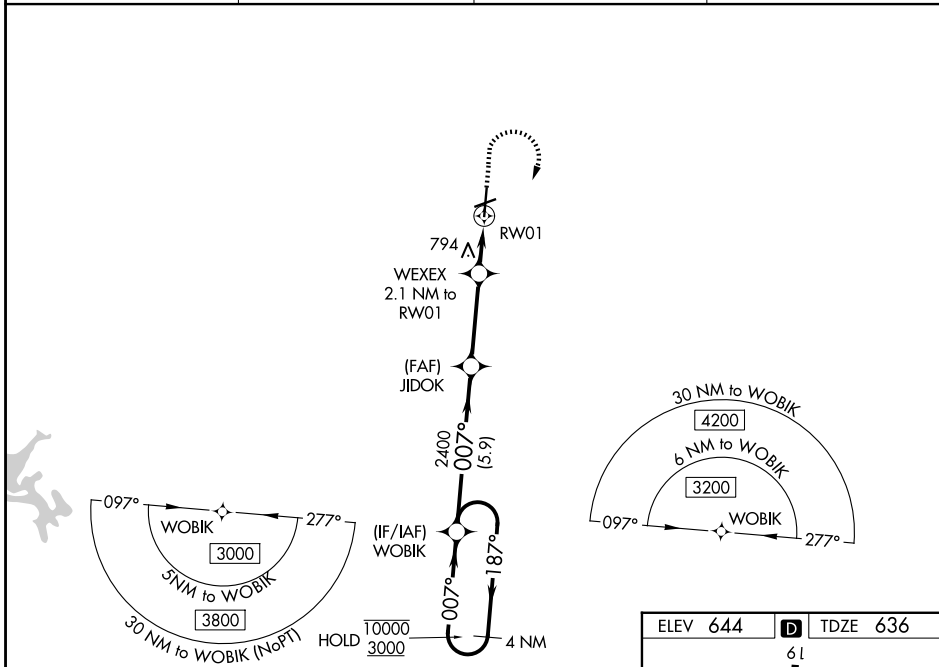 RW01
794
WEXEX
2.1 NM to
RW01
(FAF)
JIDOK
2400
007°
(5.9)
30 NM to WOBIK
4200
6 NM to WOBIK
3200
097°
WOBIK
277°
097°
WOBIK
277°
3000
5NM to WOBIK
3800
30 NM to WOBIK (NoPT)
(IF/IAF)
WOBIK
007°
187°
HOLD 10000
3000
4 NM
ELEV 644 D TDZE 636
19